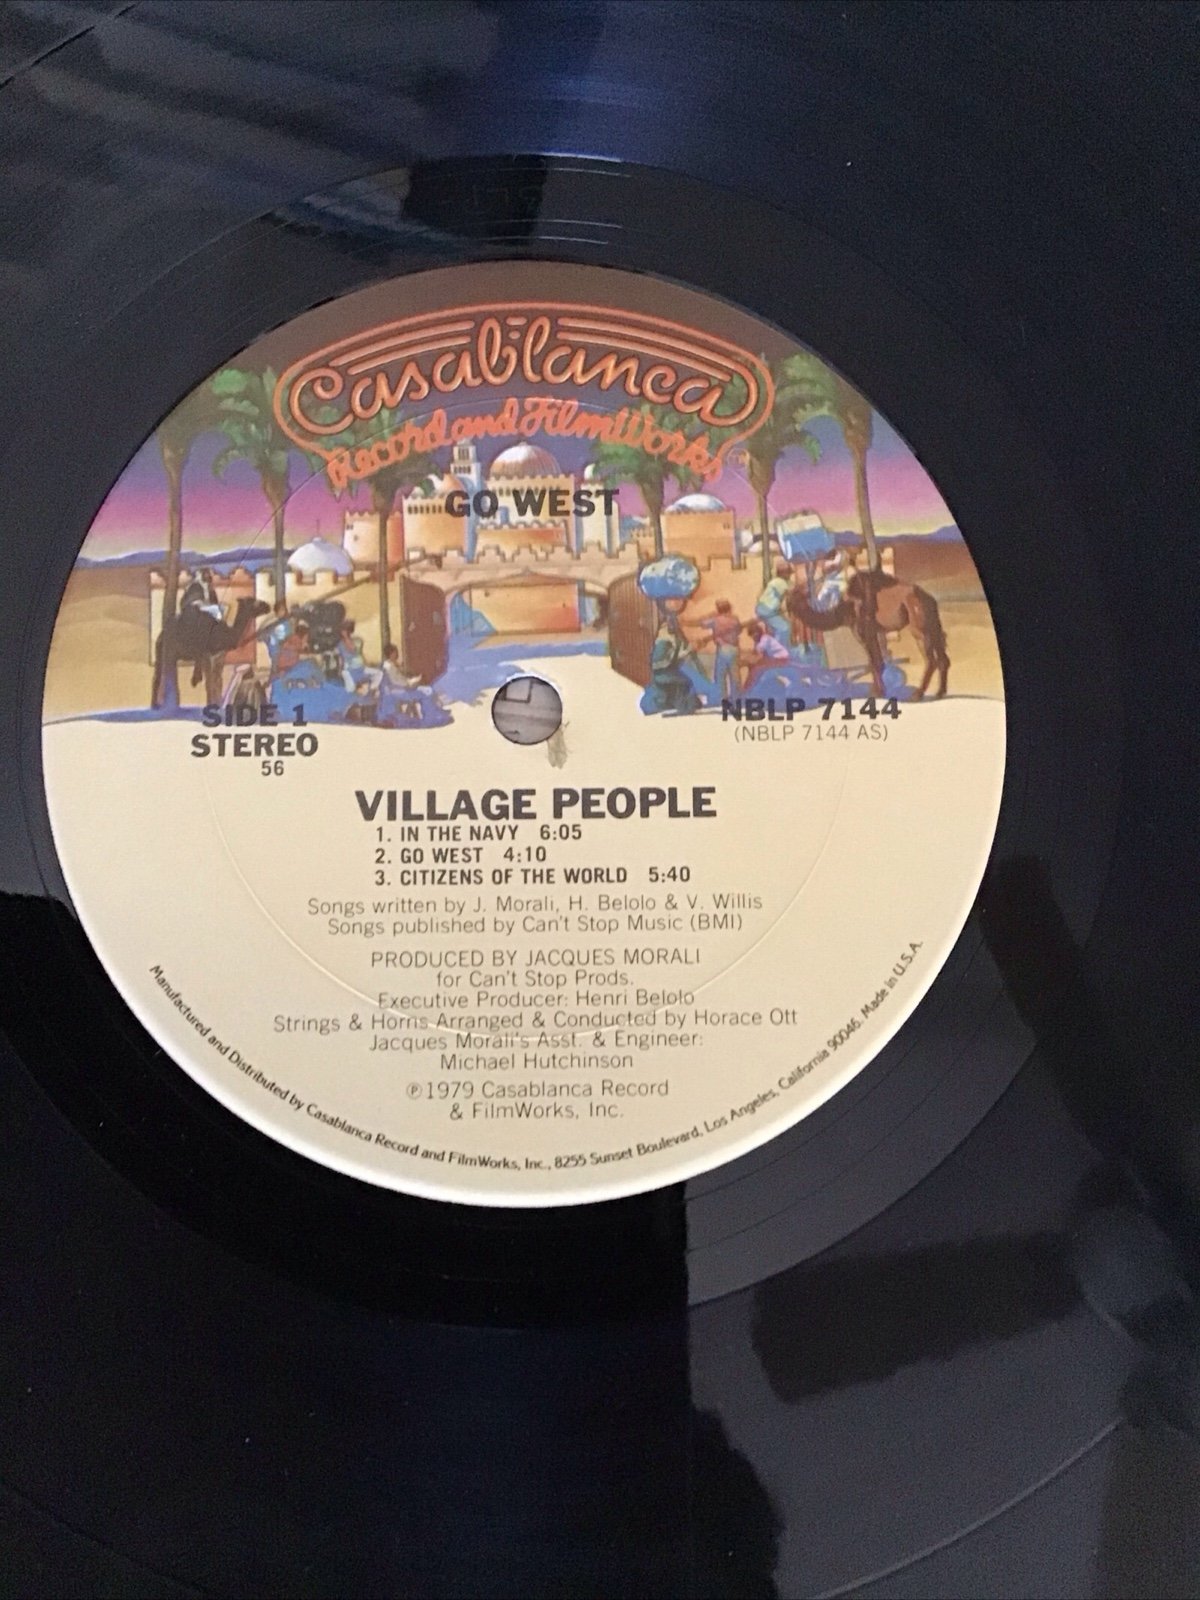 Casablanca
Record and FilmWorks
GO WEST
SIDE 1
STEREO
56
NBLP 7144
(NBLP 7144 AS)
VILLAGE PEOPLE
1. IN THE NAVY 6:05
2. GO WEST 4:10
3. CITIZENS OF THE WORLD 5:40
Songs written by J. Morali, H. Belolo & V. Willis
Songs published by Can't Stop Music (BMI)
PRODUCED BY JACQUES MORALI
for Can't Stop Prods.
Executive Producer: Henri Belolo
Strings & Horns Arranged & Conducted by Horace Ott
Jacques Morali's Asst. & Engineer:
Michael Hutchinson
℗1979 Casablanca Record
& FilmWorks, Inc.
Manufactured and Distributed by Casablanca Record and FilmWorks, Inc., 8255 Sunset Boulevard, Los Angeles, California 90046. Made in U.S.A.